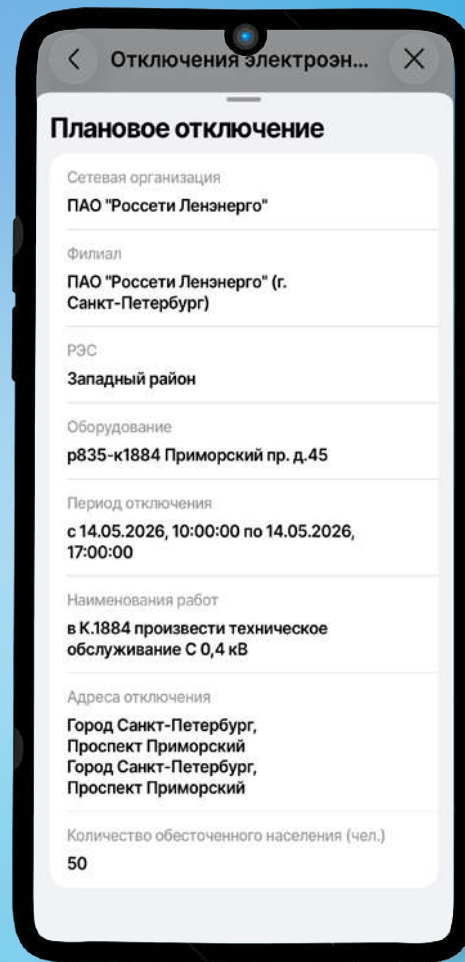 Отключения электроэн...
Плановое отключение
Сетевая организация
ПАО "Россети Ленэнерго"
Филиал
ПАО "Россети Ленэнерго" (г.
Санкт-Петербург)
РЭС
Западный район
Оборудование
р835-к1884 Приморский пр. д.45
Период отключения
с 14.05.2026, 10:00:00 по 14.05.2026,
17:00:00
Наименования работ
в К.1884 произвести техническое
обслуживание С 0,4 кВ
Адреса отключения
Город Санкт-Петербург,
Проспект Приморский
Город Санкт-Петербург,
Проспект Приморский
Количество обесточенного населения (чел.)
50